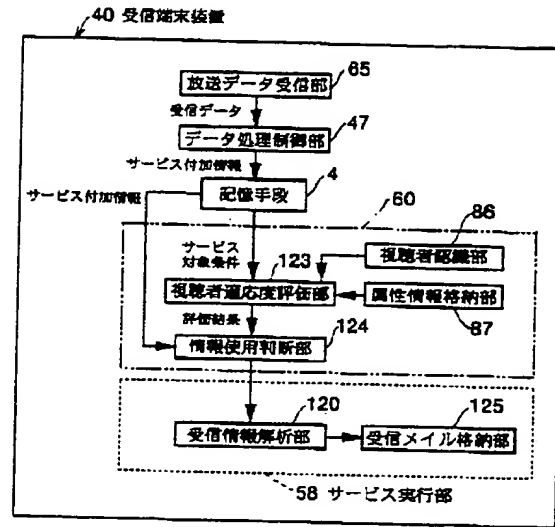 40 受信端末装置
65
放送データ受信部
受信データ
47
データ処理制御部
サービス付加情報
4
サービス付加情報
記憶手段
60
86
サービス
対象条件
123
視聴者認識部
視聴者適応度評価部
属性情報格納部
評価結果
124
87
情報使用判断部
120
125
受信情報解析部
受信メイル格納部
58 サービス実行部